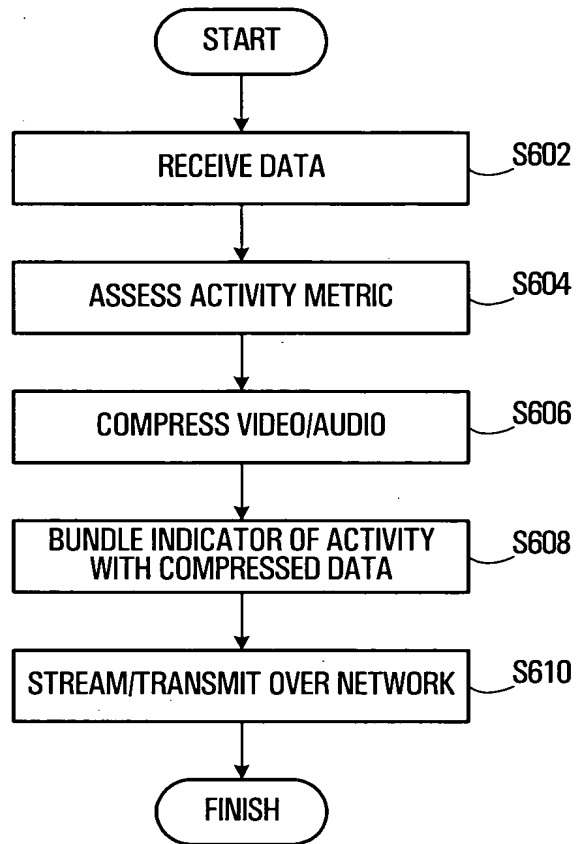 START
RECEIVE DATA
S602
ASSESS ACTIVITY METRIC
S604
COMPRESS VIDEO/AUDIO
S606
BUNDLE INDICATOR OF ACTIVITY
WITH COMPRESSED DATA
S608
STREAM/TRANSMIT OVER NETWORK
S610
FINISH